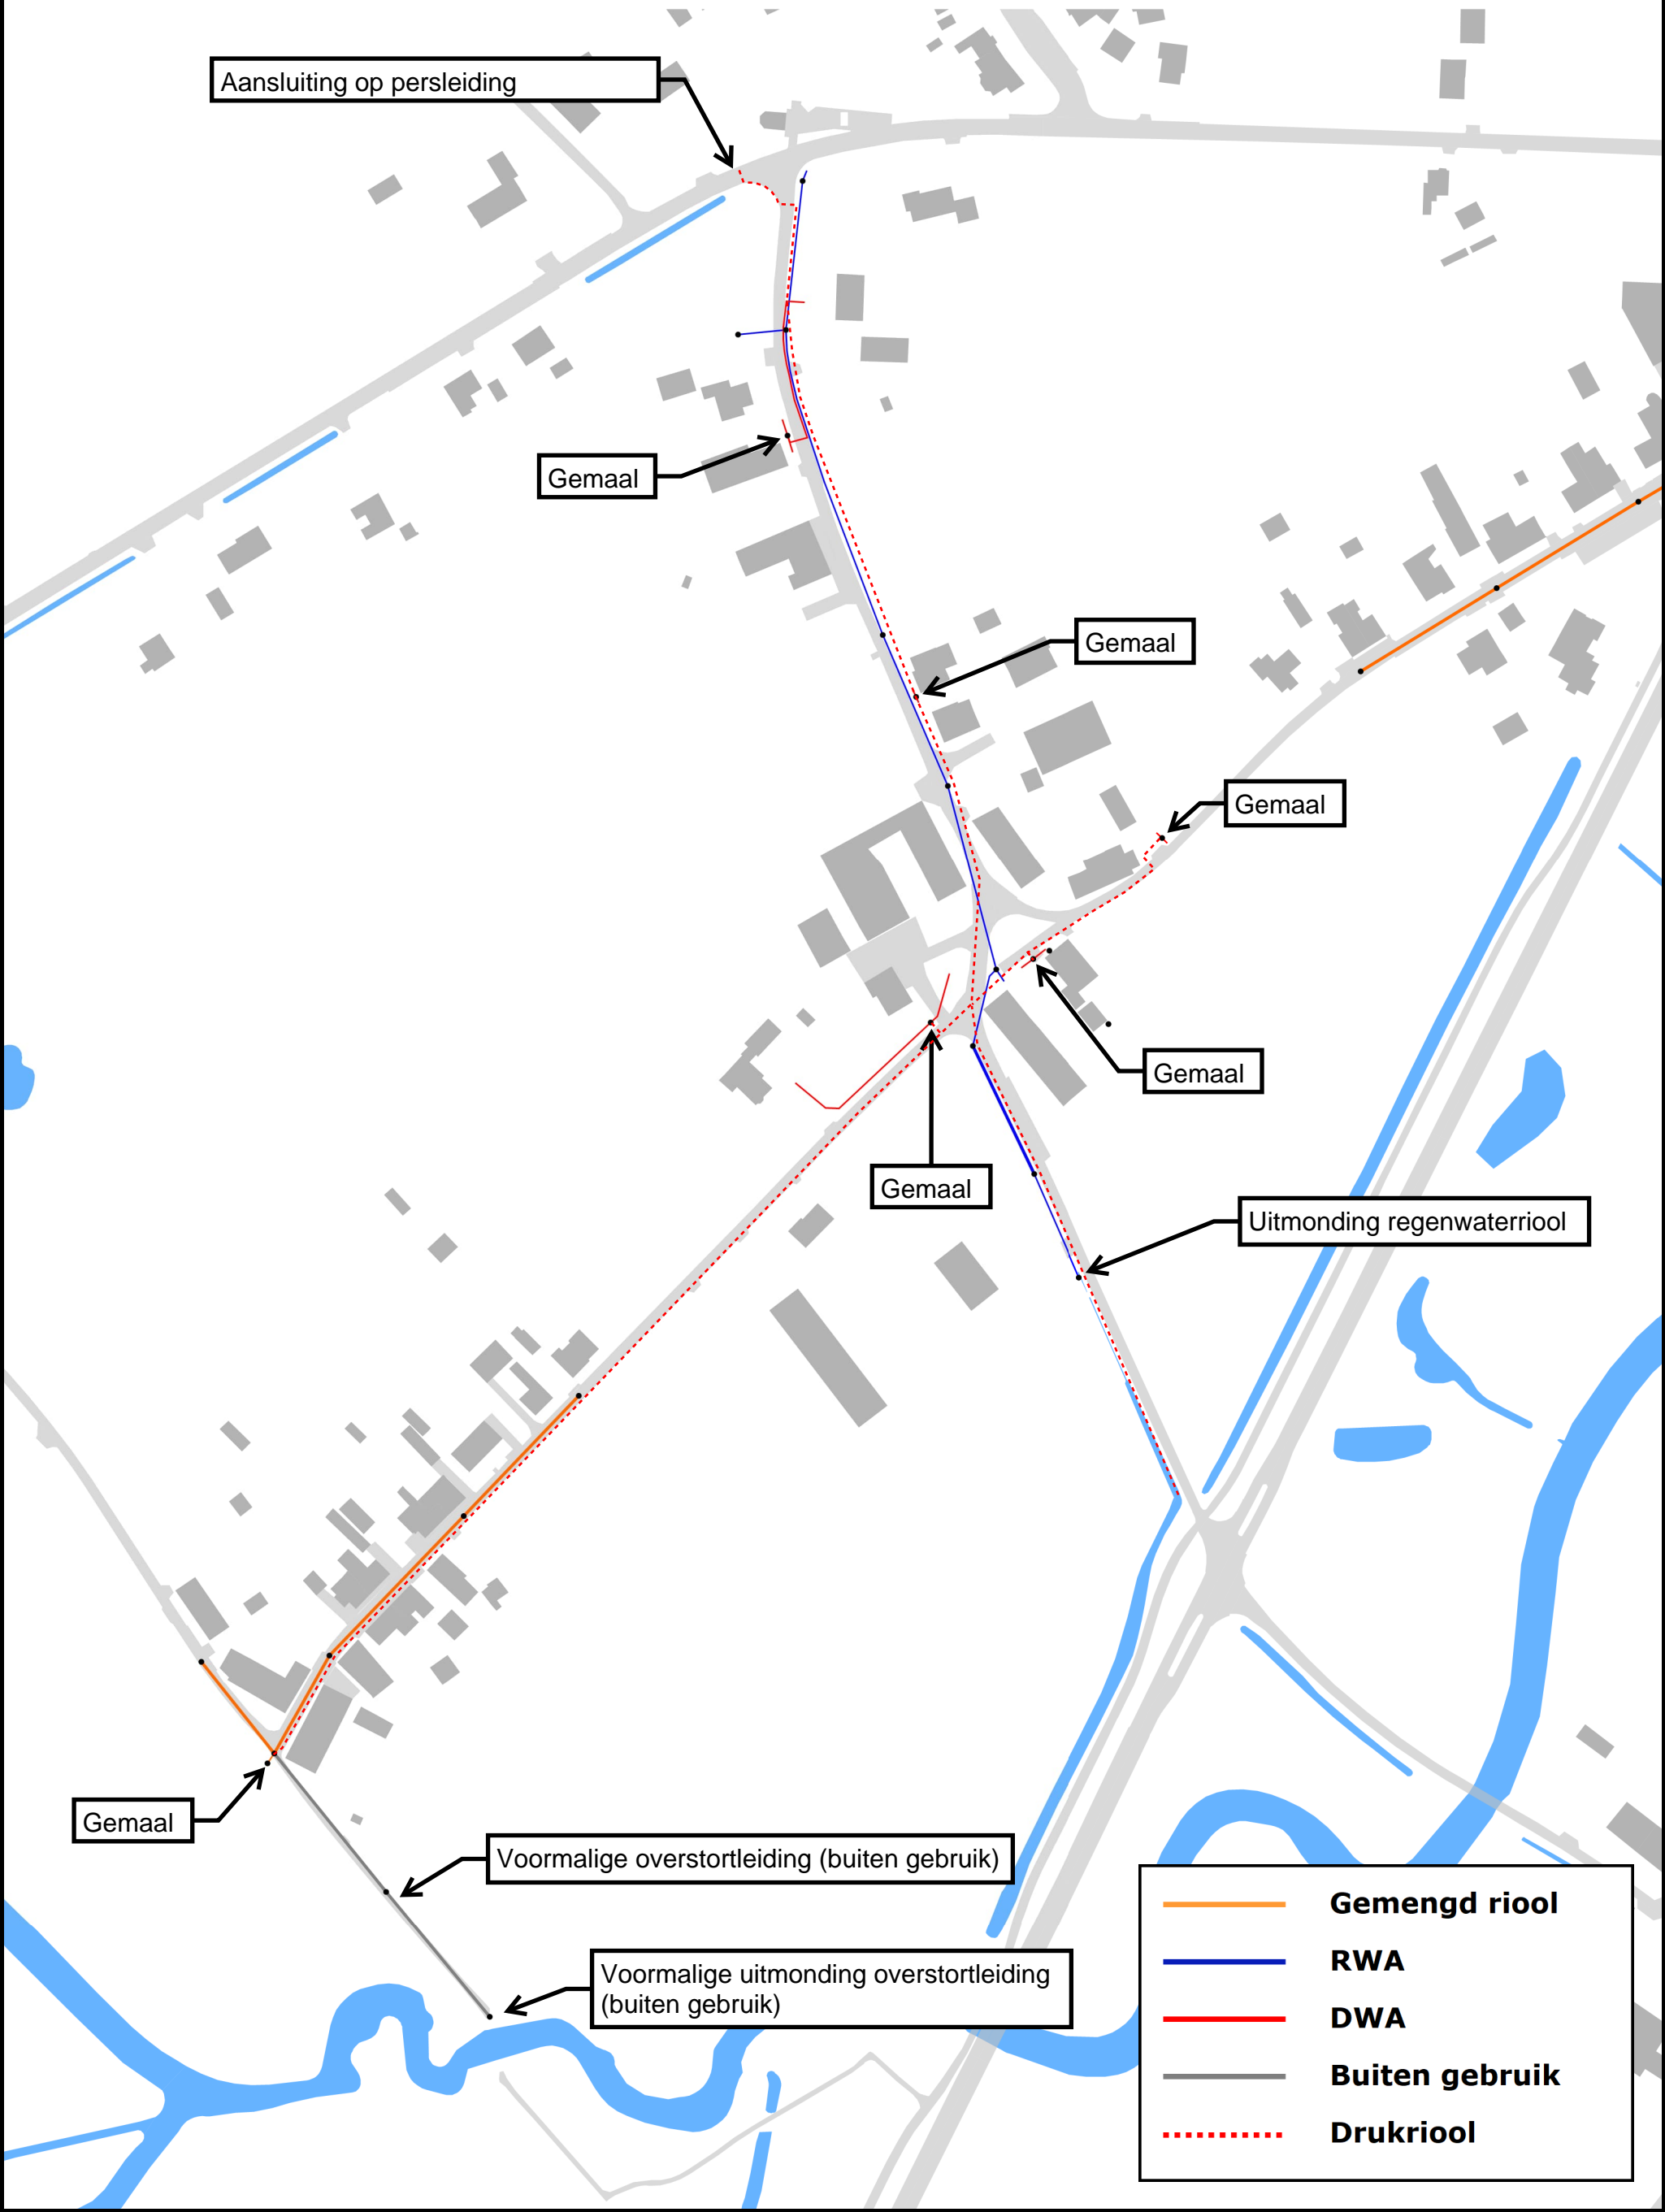 Aansluiting op persleiding
Gemaal
Gemaal
Gemaal
Gemaal
Gemaal
Uitmonding regenwaterriool
Gemaal
Voormalige overstortleiding (buiten gebruik)
Voormalige uitmonding overstortleiding
(buiten gebruik)
Gemengd riool
RWA
DWA
Buiten gebruik
Drukriool